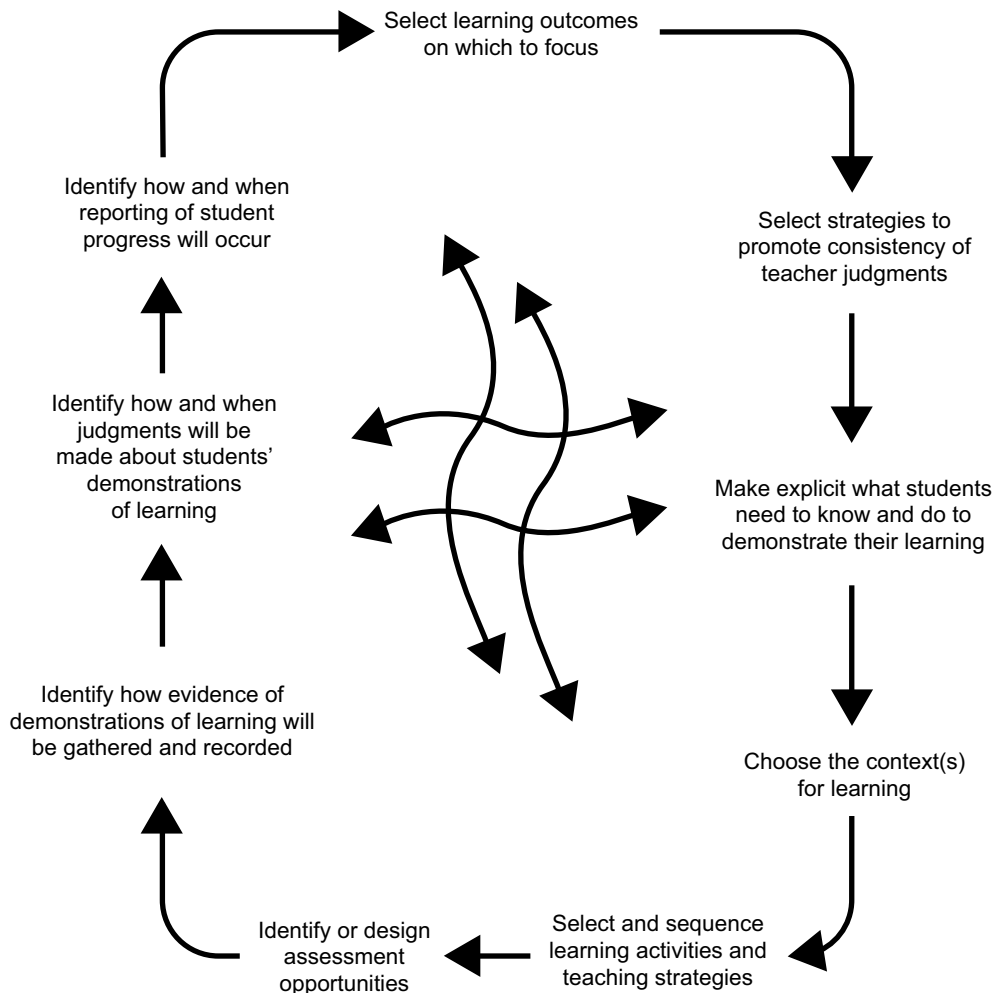 Select learning outcomes
on which to focus
Select strategies to
promote consistency of
teacher judgments
Make explicit what students
need to know and do to
demonstrate their learning
Choose the context(s)
for learning
Select and sequence
learning activities and
teaching strategies
Identify or design
assessment
opportunities
Identify how evidence of
demonstrations of learning will
be gathered and recorded
Identify how and when
judgments will be
made about students’
demonstrations
of learning
Identify how and when
reporting of student
progress will occur